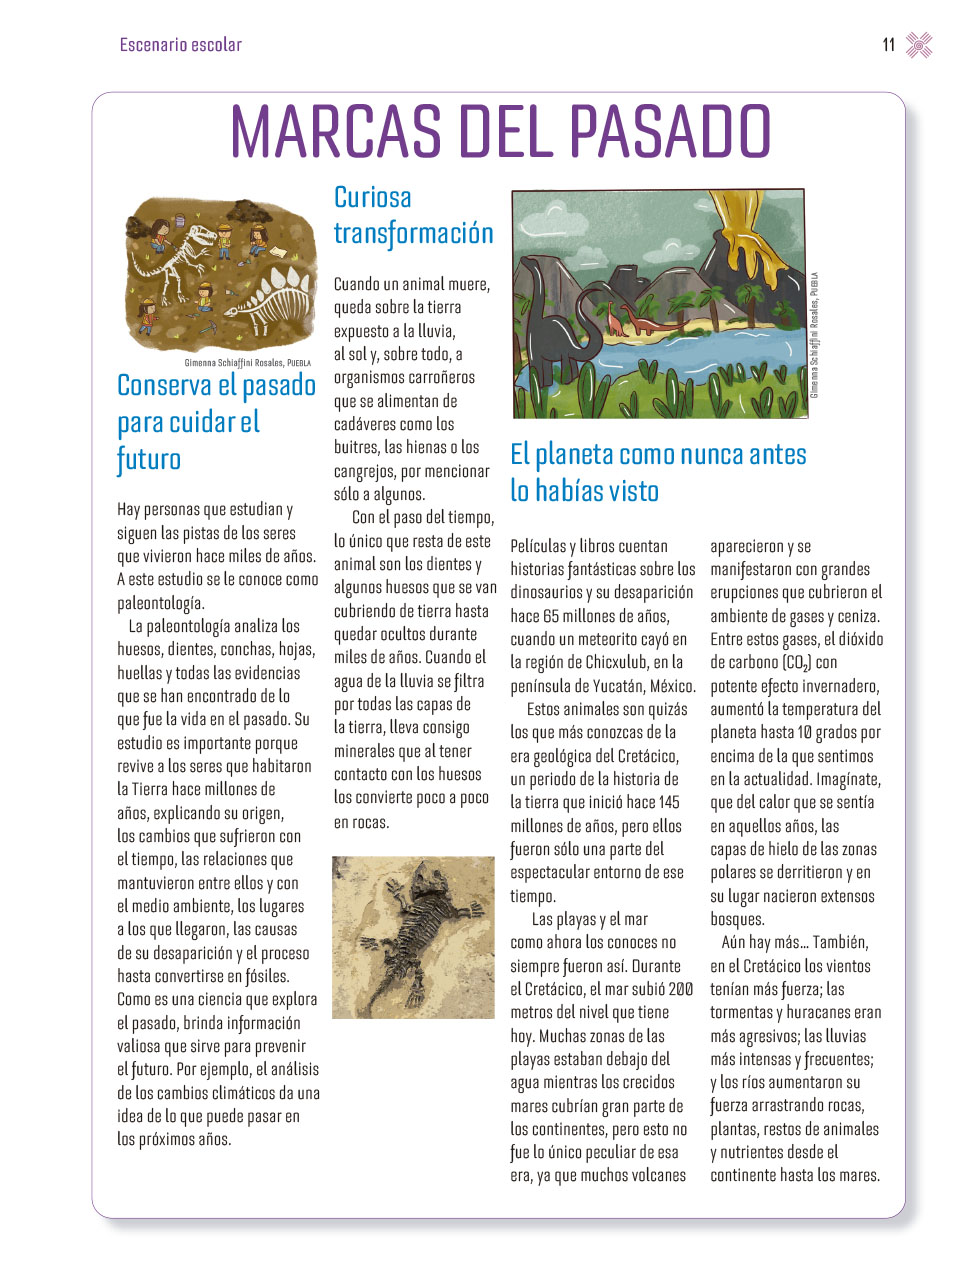 Escenario escolar
11
MARCAS DEL PASADO
Gimenna Schiaffini Rosales, PUEBLA
Conserva el pasado
para cuidar el
futuro
Hay personas que estudian y
siguen las pistas de los seres
que vivieron hace miles de años.
A este estudio se le conoce como
paleontología.
La paleontología analiza los
huesos, dientes, conchas, hojas,
huellas y todas las evidencias
que se han encontrado de lo
que fue la vida en el pasado. Su
estudio es importante porque
revive a los seres que habitaron
la Tierra hace millones de
años, explicando su origen,
los cambios que sufrieron con
el tiempo, las relaciones que
mantuvieron entre ellos y con
el medio ambiente, los lugares
a los que llegaron, las causas
de su desaparición y el proceso
hasta convertirse en fósiles.
Como es una ciencia que explora
el pasado, brinda información
valiosa que sirve para prevenir
el futuro. Por ejemplo, el análisis
de los cambios climáticos da una
idea de lo que puede pasar en
los próximos años.
Curiosa
transformación
Cuando un animal muere,
queda sobre la tierra
expuesto a la lluvia,
al sol y, sobre todo, a
organismos carroñeros
que se alimentan de
cadáveres como los
buitres, las hienas o los
cangrejos, por mencionar
sólo a algunos.
Con el paso del tiempo,
lo único que resta de este
animal son los dientes y
algunos huesos que se van
cubriendo de tierra hasta
quedar ocultos durante
miles de años. Cuando el
agua de la lluvia se filtra
por todas las capas de
la tierra, lleva consigo
minerales que al tener
contacto con los huesos
los convierte poco a poco
en rocas.
Gimenna Schiaffini Rosales, PUEBLA
El planeta como nunca antes
lo habías visto
Películas y libros cuentan
historias fantásticas sobre los
dinosaurios y su desaparición
hace 65 millones de años,
cuando un meteorito cayó en
la región de Chicxulub, en la
península de Yucatán, México.
Estos animales son quizás
los que más conozcas de la
era geológica del Cretácico,
un periodo de la historia de
la tierra que inició hace 145
millones de años, pero ellos
fueron sólo una parte del
espectacular entorno de ese
tiempo.
Las playas y el mar
como ahora los conoces no
siempre fueron así. Durante
el Cretácico, el mar subió 200
metros del nivel que tiene
hoy. Muchas zonas de las
playas estaban debajo del
agua mientras los crecidos
mares cubrían gran parte de
los continentes, pero esto no
fue lo único peculiar de esa
era, ya que muchos volcanes
aparecieron y se
manifestaron con grandes
erupciones que cubrieron el
ambiente de gases y ceniza.
Entre estos gases, el dióxido
de carbono (CO₂) con
potente efecto invernadero,
aumentó la temperatura del
planeta hasta 10 grados por
encima de la que sentimos
en la actualidad. Imagínate,
que del calor que se sentía
en aquellos años, las
capas de hielo de las zonas
polares se derritieron y en
su lugar nacieron extensos
bosques.
Aún hay más... También,
en el Cretácico los vientos
tenían más fuerza; las
tormentas y huracanes eran
más agresivos; las lluvias
más intensas y frecuentes;
y los ríos aumentaron su
fuerza arrastrando rocas,
plantas, restos de animales
y nutrientes desde el
continente hasta los mares.